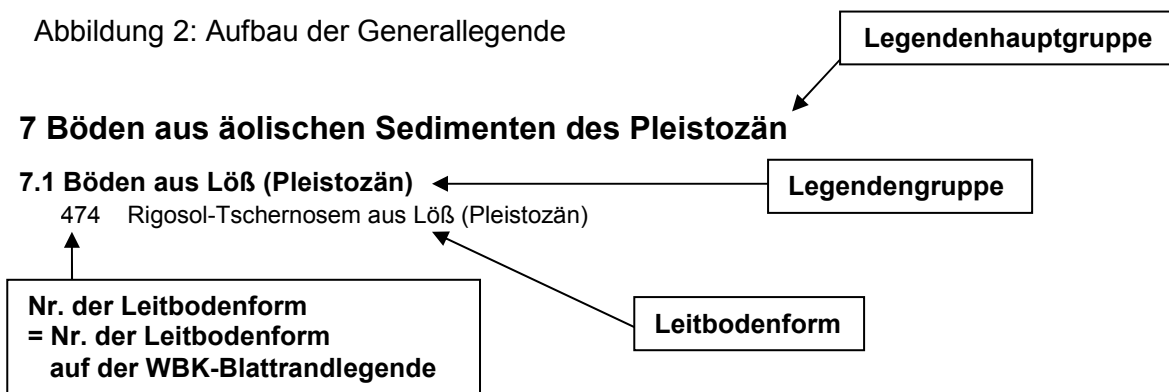 Abbildung 2: Aufbau der Generallegende
Legendenhauptgruppe
7 Böden aus äolischen Sedimenten des Pleistozän
7.1 Böden aus Löß (Pleistozän)
Legendengruppe
474 Rigosol-Tschernosem aus Löß (Pleistozän)
Nr. der Leitbodenform
= Nr. der Leitbodenform
auf der WBK-Blattrandlegende
Leitbodenform